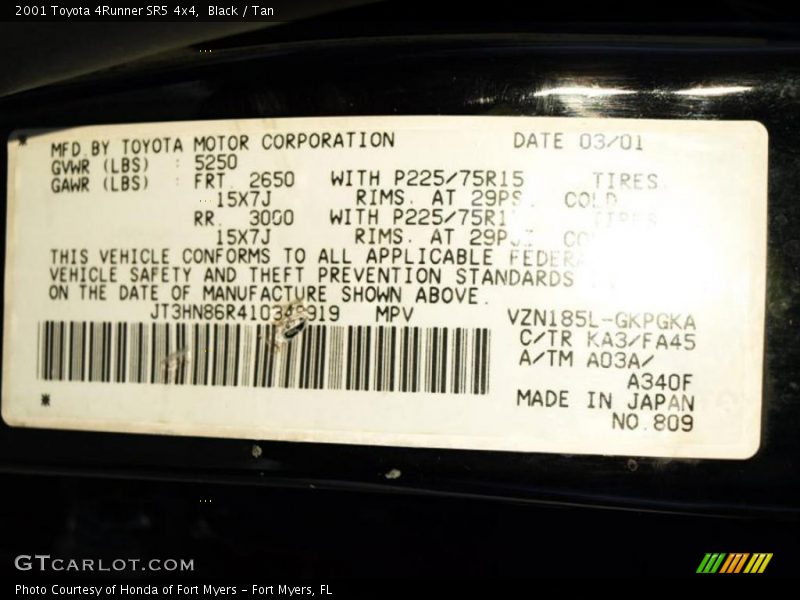 2001 Toyota 4Runner SR5 4x4, Black / Tan
MFD. BY TOYOTA MOTOR CORPORATION DATE 03/01
GVWR (LBS) : 5250
GAWR (LBS) : FRT. 2650 WITH P225/75R15 TIRES.
15X7J RIMS. AT 29PS COLD
RR. 3000 WITH P225/75R1 TIRES
15X7J RIMS. AT
THIS VEHICLE CONFORMS TO ALL APPLICABLE
VEHICLE SAFETY AND THEFT PREVENTION STANDARDS
ON THE DATE OF MANUFACTURE SHOWN ABOVE.
MPV VZN185L-GKPGKA
C/TR KA3/FA45
A/TM A03A/
A340F
MADE IN JAPAN
NO.809
GTCARLOT.COM
Photo Courtesy of Honda of Fort Myers - Fort Myers, FL